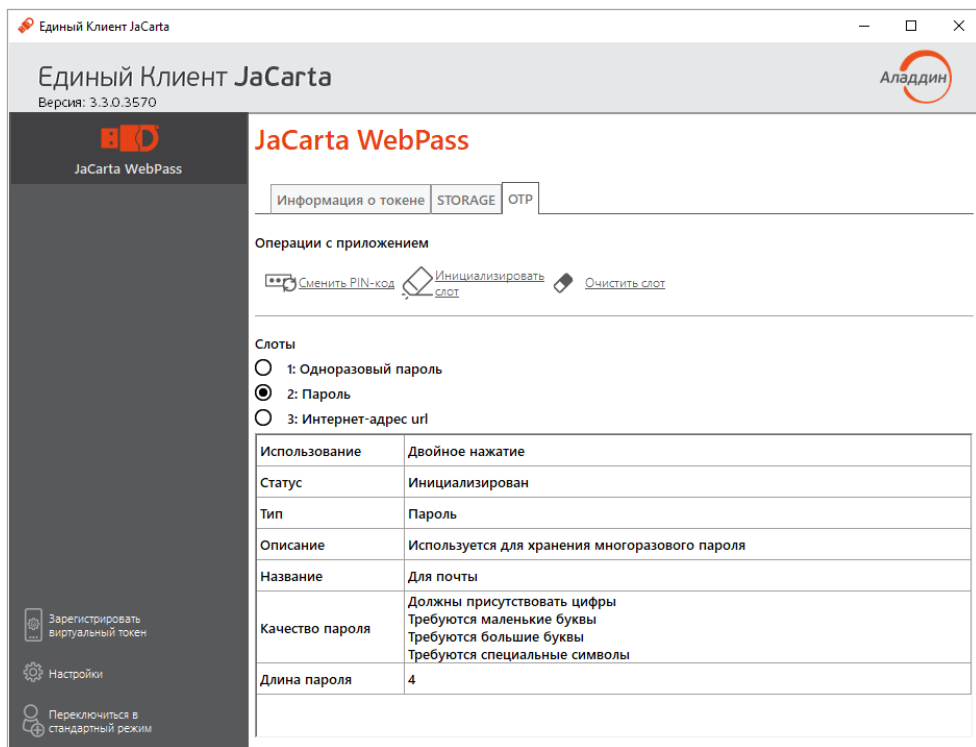 Единый Клиент JaCarta
Единый Клиент JaCarta
Версия: 3.3.0.3570
Аладдин
JaCarta WebPass
JaCarta WebPass
Информация о токене STORAGE OTP
Операции с приложением
Сменить PIN-код
Инициализировать
слот
Очистить слот
Слоты
1: Одноразовый пароль
2: Пароль
3: Интернет-адрес url
Использование Двойное нажатие
Статус Инициализирован
Тип Пароль
Описание Используется для хранения многоразового пароля
Название Для почты
Качество пароля
Должны присутствовать цифры
Требуются маленькие буквы
Требуются большие буквы
Требуются специальные символы
Длина пароля 4
Зарегистрировать
виртуальный токен
Настройки
Переключиться в
стандартный режим